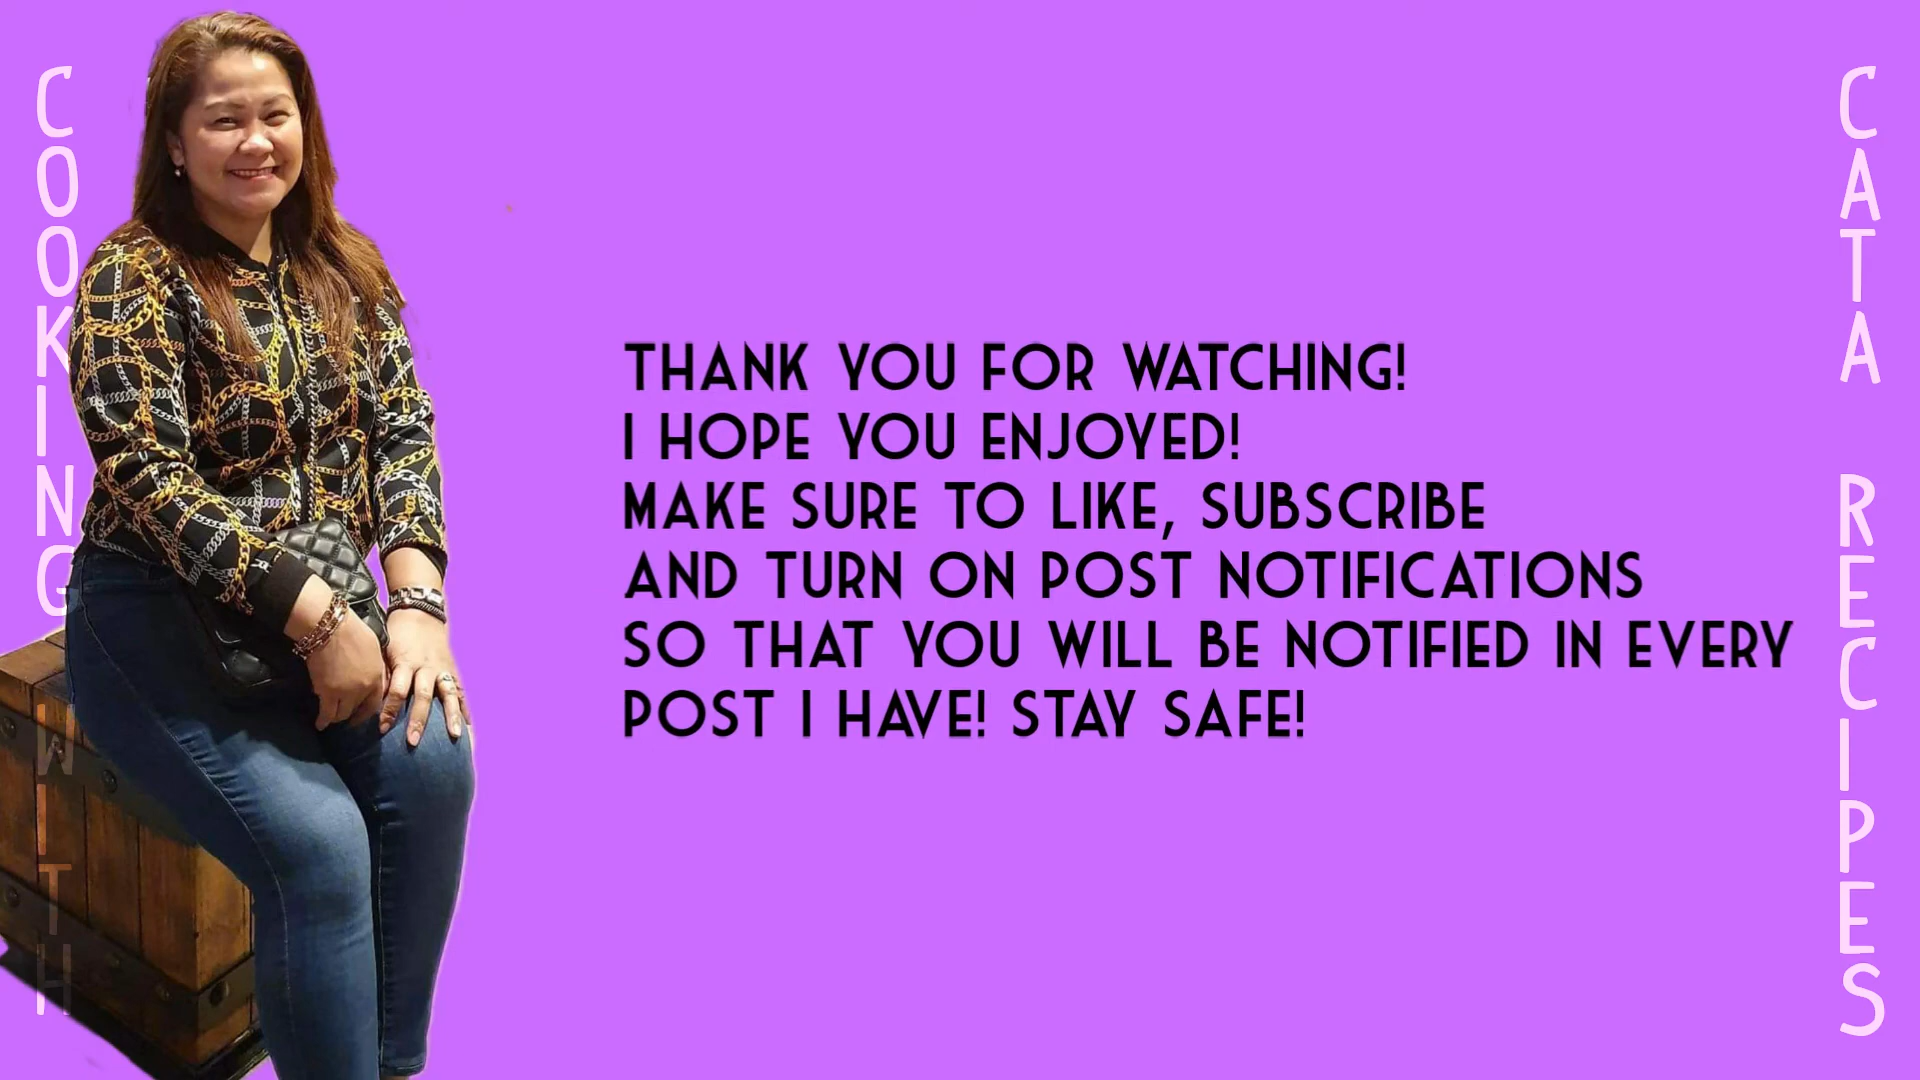 COOKING WITH
THANK YOU FOR WATCHING!
I HOPE YOU ENJOYED!
MAKE SURE TO LIKE, SUBSCRIBE
AND TURN ON POST NOTIFICATIONS
SO THAT YOU WILL BE NOTIFIED IN EVERY
POST I HAVE! STAY SAFE!
CATA RECIPES